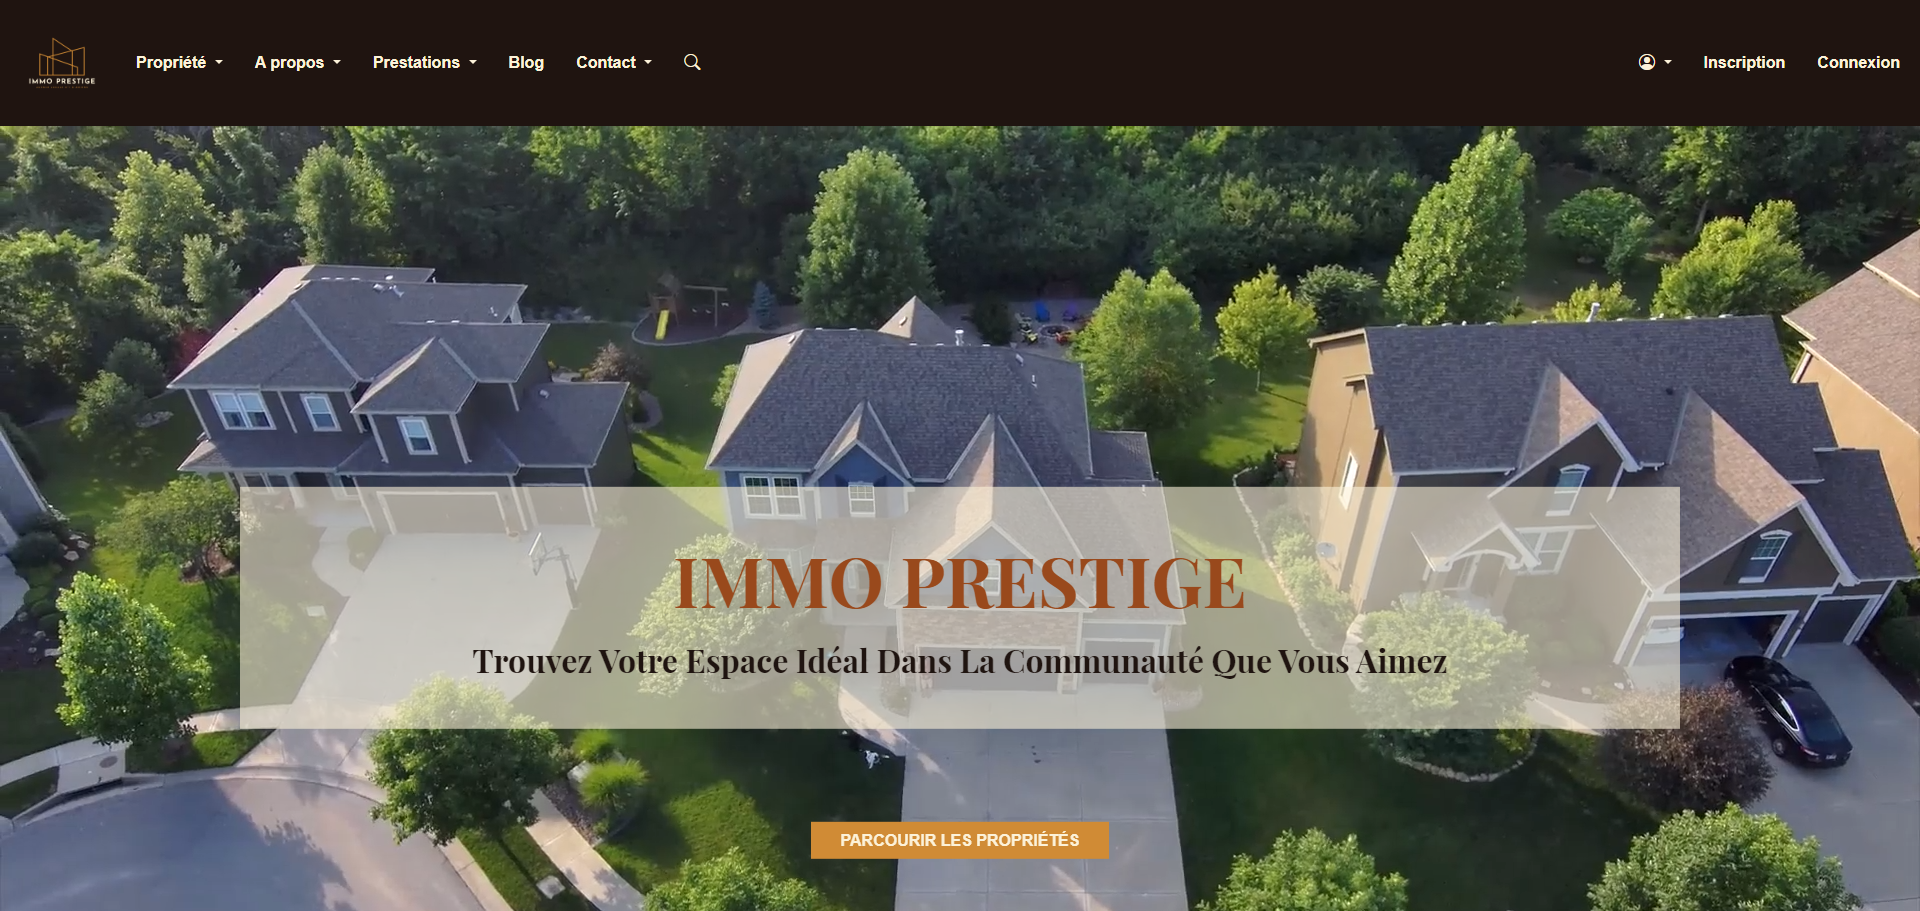 IMMO PRESTIGE
Propriété
A propos
Prestations
Blog
Contact
Inscription
Connexion
IMMO PRESTIGE
Trouvez Votre Espace Idéal Dans La Communauté Que Vous Aimez
PARCOURIR LES PROPRIÉTÉS